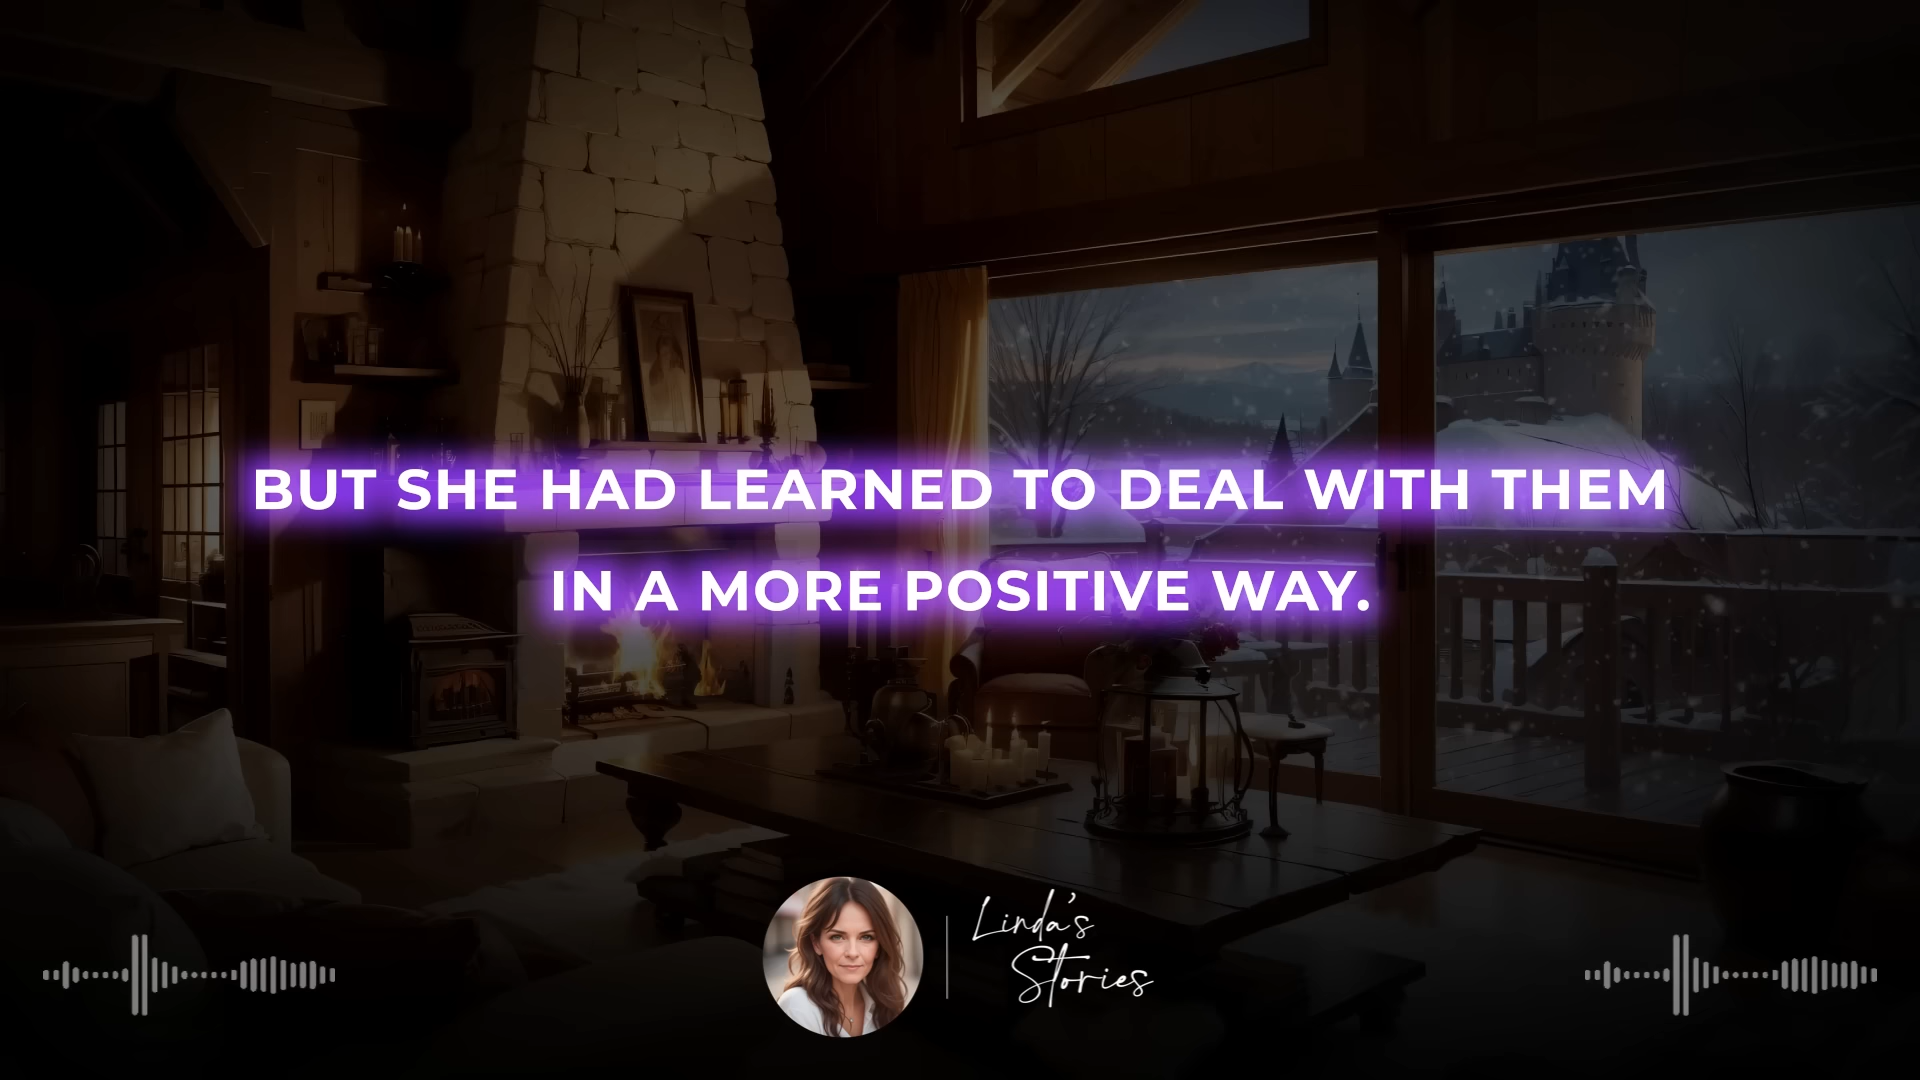 BUT SHE HAD LEARNED TO DEAL WITH THEM
IN A MORE POSITIVE WAY.
Linda's
Stories